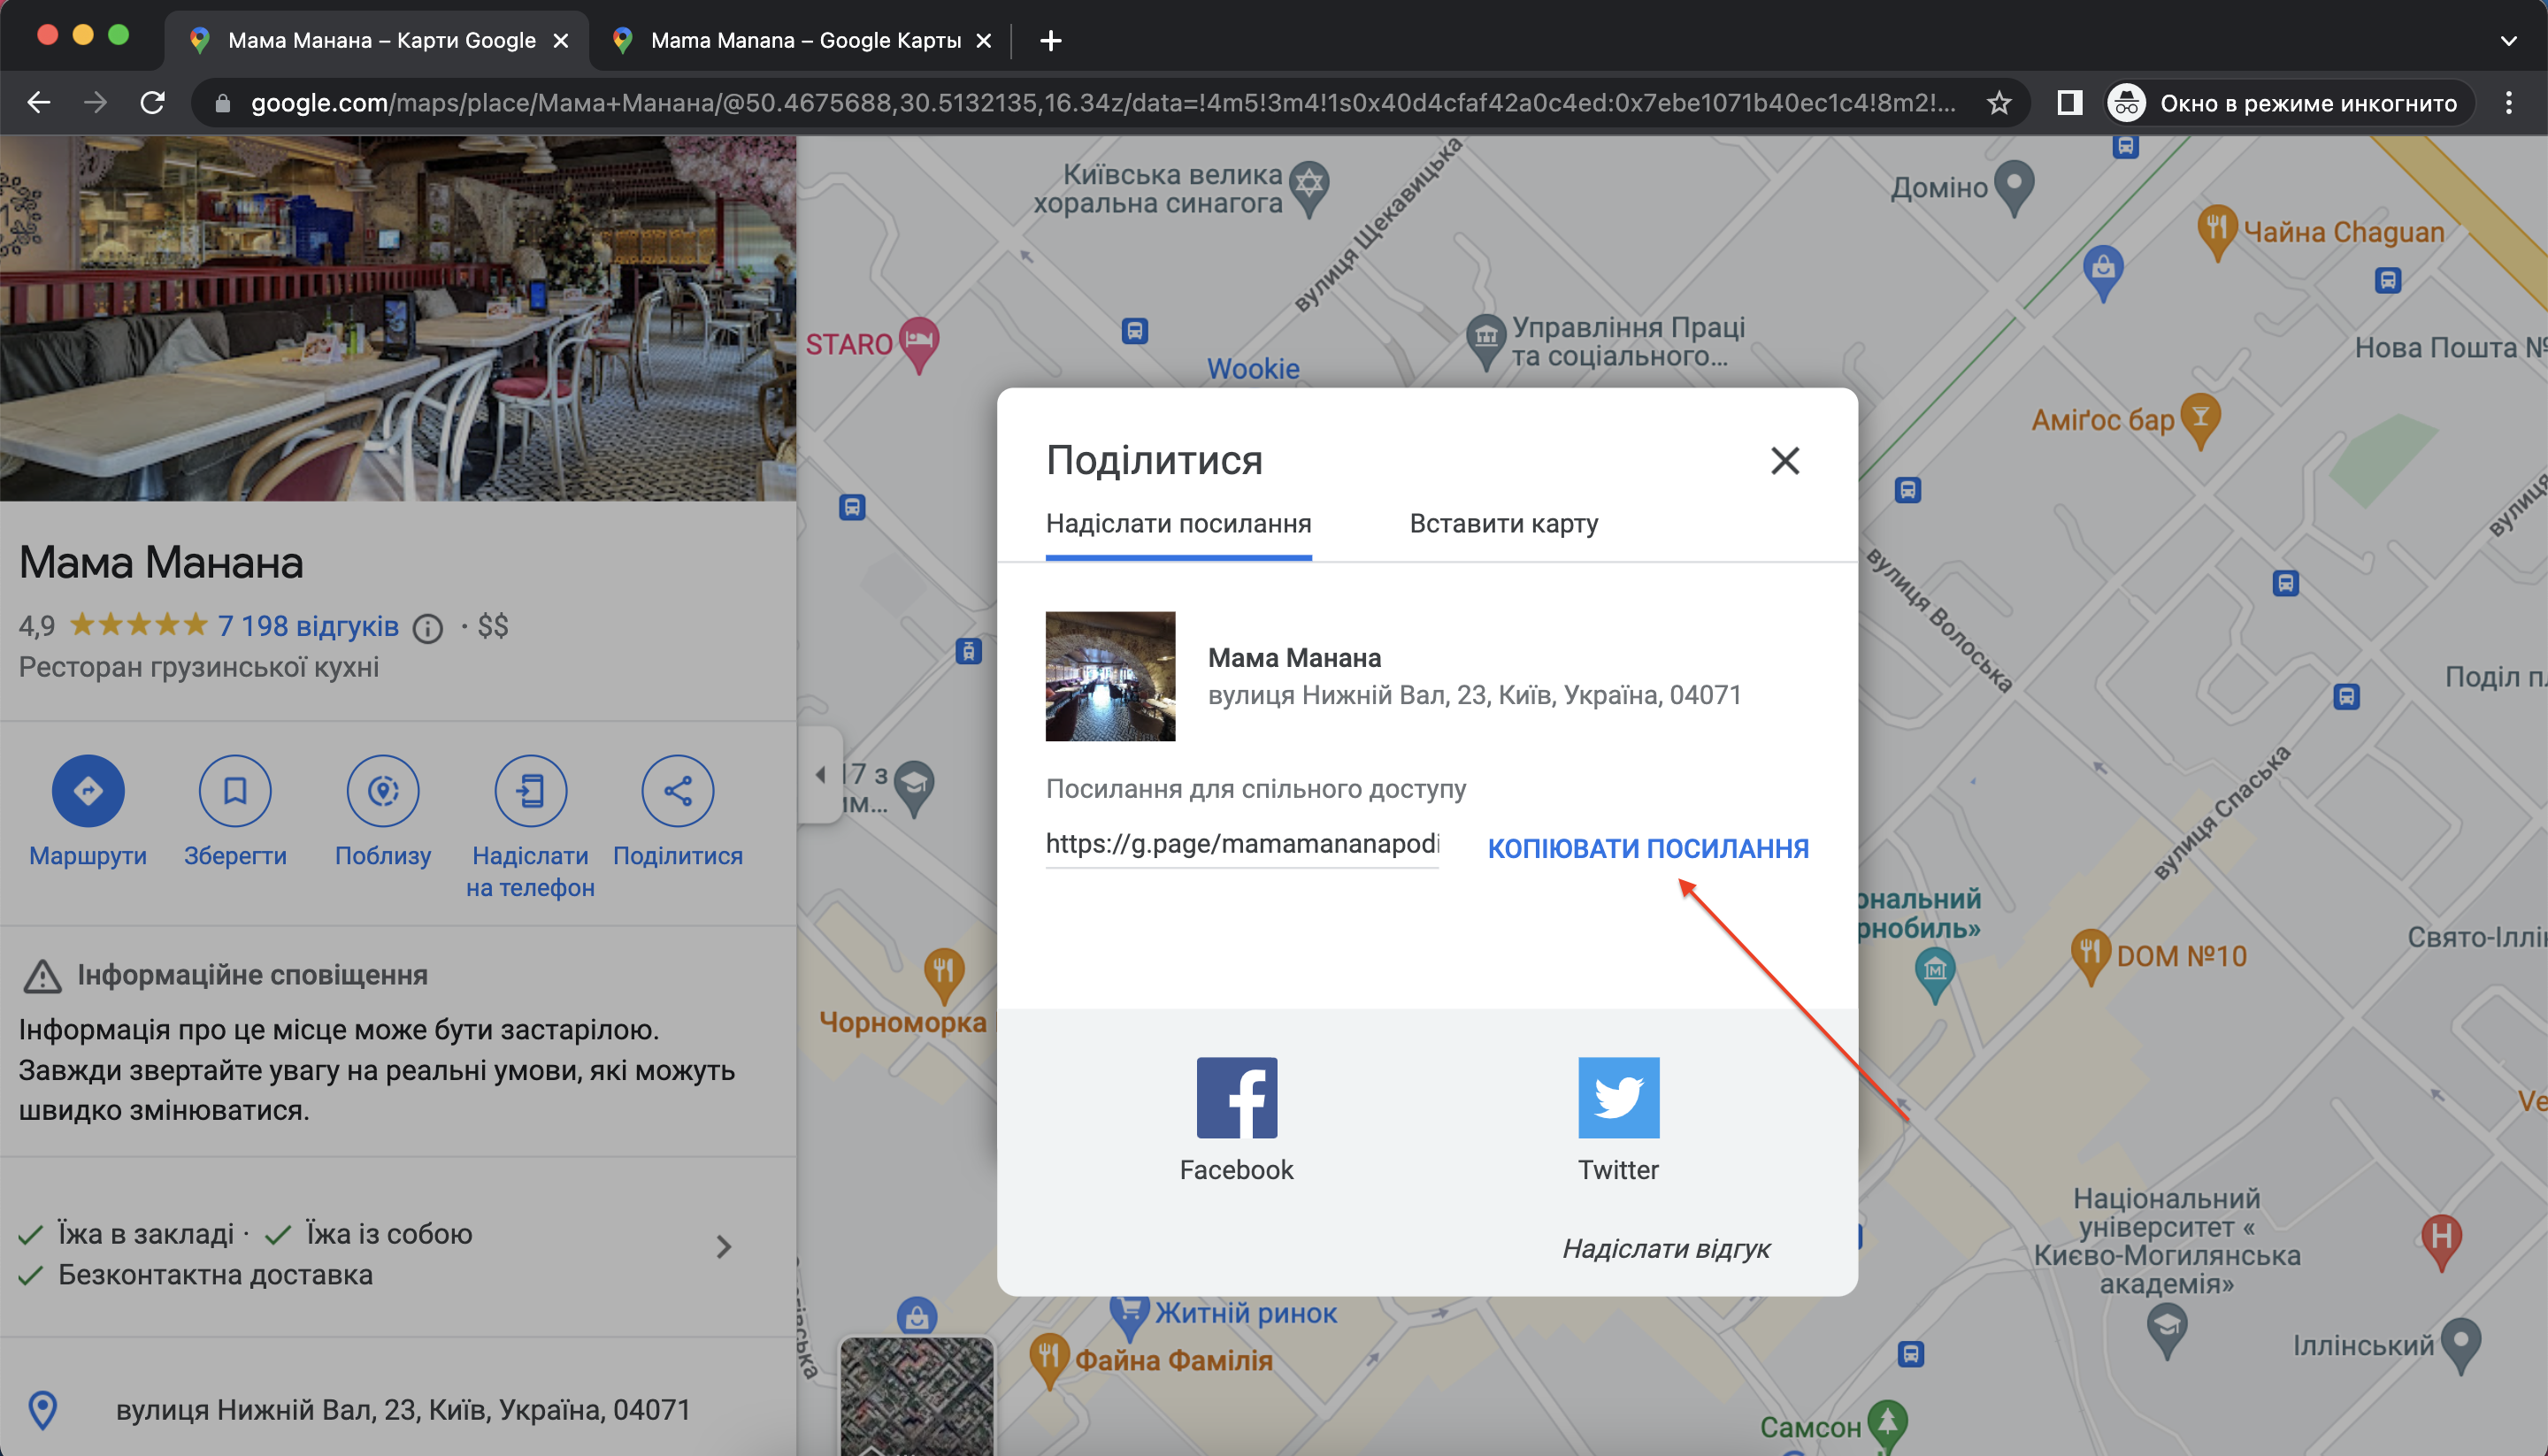 Мама Манана – Карти Google
Mama Manana – Google Карты
google.com/maps/place/Мама+Манана/@50.4675688,30.5132135,16.34z/data=!4m5!3m4!1s0x40d4cfaf42a0c4ed:0x7ebe1071b40ec1c4!8m2!...
Окно в режиме инкогнито
Мама Манана
4,9
7 198 відгуків
· $$
Ресторан грузинської кухні
Маршрути
Зберегти
Поблизу
Надіслати
на телефон
Поділитися
Інформаційне сповіщення
Інформація про це місце може бути застарілою.
Завжди звертайте увагу на реальні умови, які можуть
швидко змінюватися.
Їжа в закладі ·
Їжа із собою
Безконтактна доставка
вулиця Нижній Вал, 23, Київ, Україна, 04071
Київська велика
хоральна синагога
вулиця Щекавицька
Доміно
Чайна Chaguan
STARO
Wookie
Управління Праці
та соціального...
Нова Пошта №
Аміґос бар
вулиця
Поділитися
Надіслати посилання
Вставити карту
Мама Манана
вулиця Нижній Вал, 23, Київ, Україна, 04071
Посилання для спільного доступу
https://g.page/mamamananapodi
КОПІЮВАТИ ПОСИЛАННЯ
Facebook
Twitter
Надіслати відгук
вулиця Волоська
Поділ
17 з
им...
вулиця Спаська
ональний
рнобиль»
DOM №10
Свято-Іллін
Чорноморка
Ve
Національний
університет «
Києво-Могилянська
академія»
H
Житній ринок
Файна Фамілія
Іллінський
Самсон